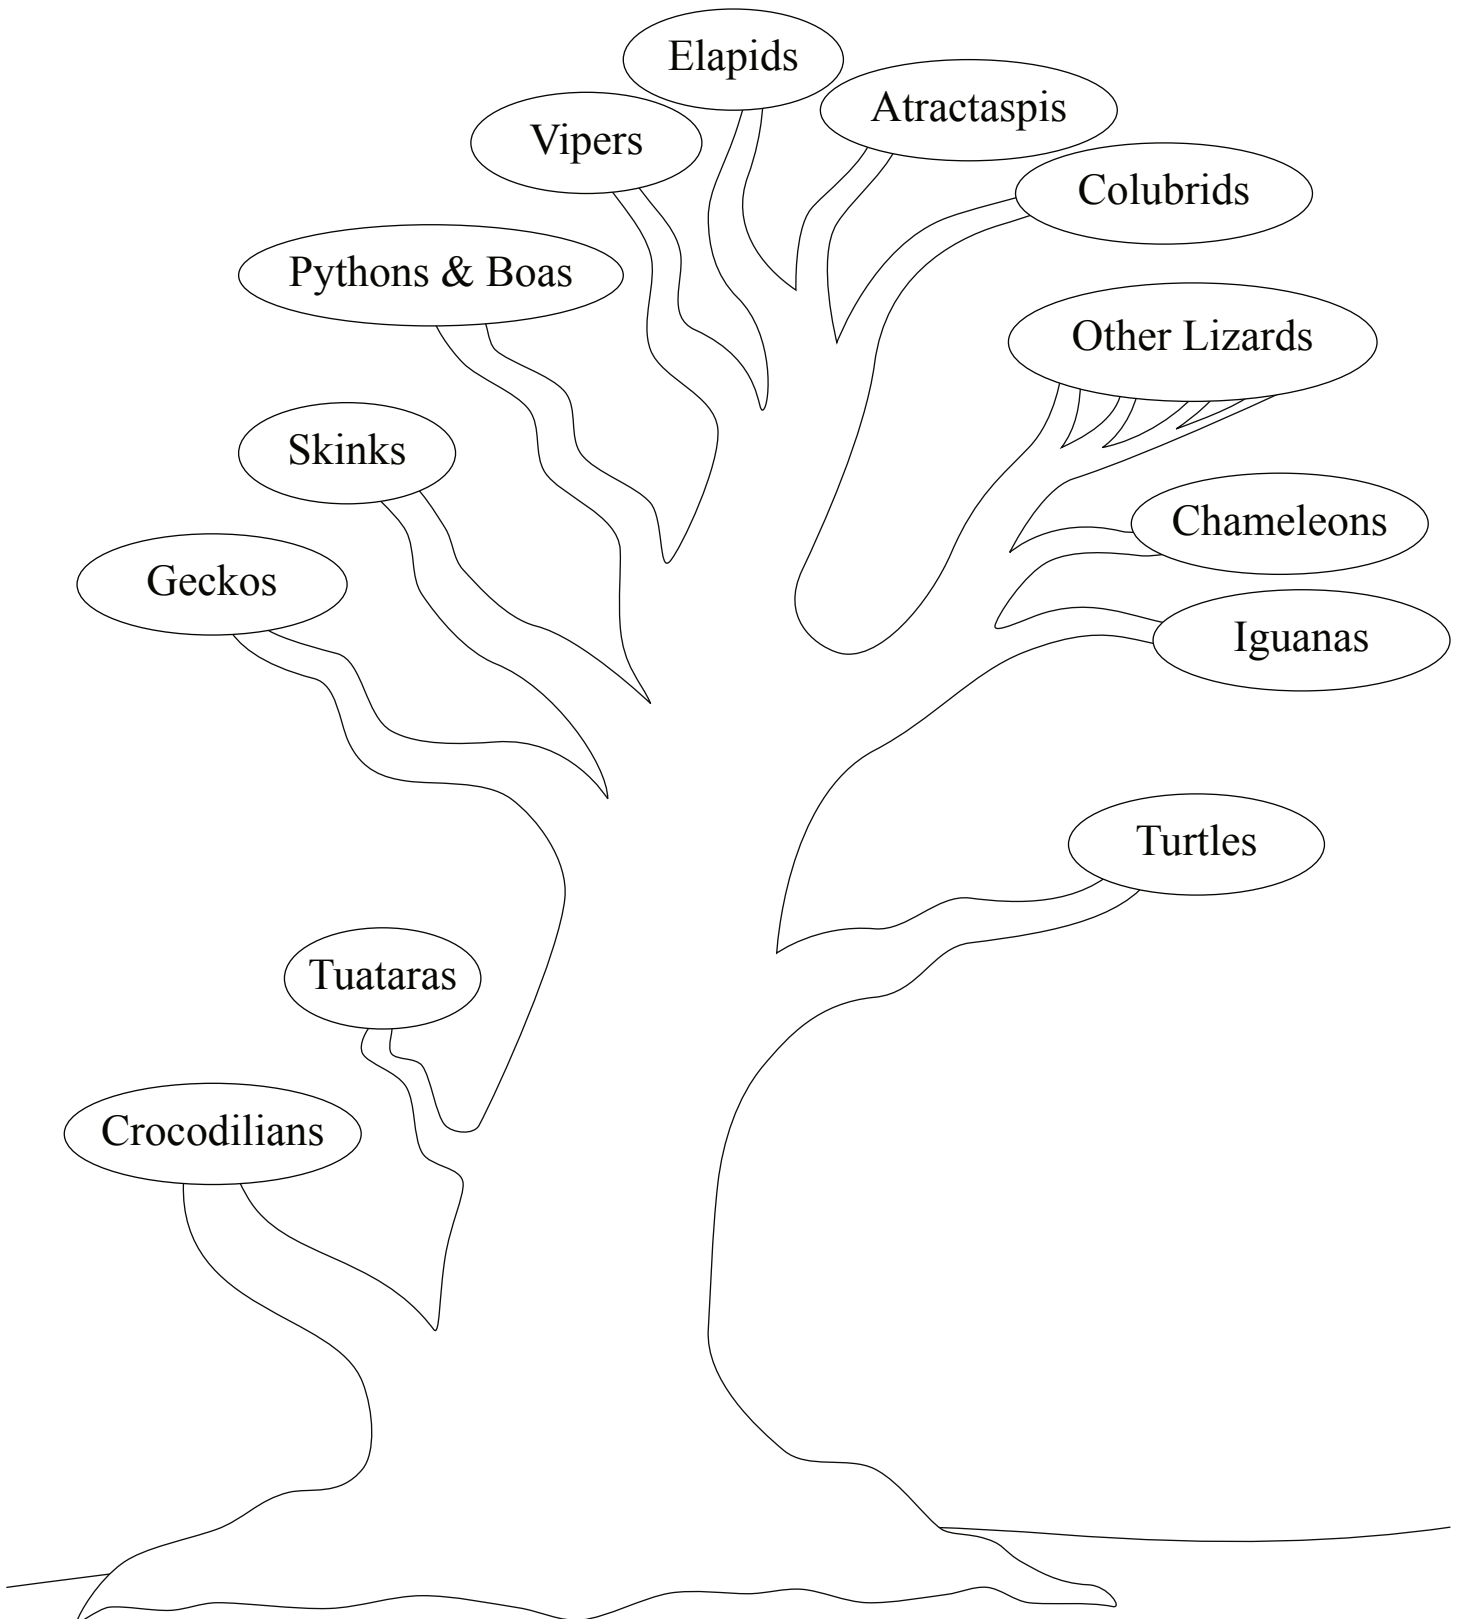 Elapids
Atractaspis
Vipers
Colubrids
Pythons & Boas
Other Lizards
Skinks
Chameleons
Geckos
Iguanas
Turtles
Tuataras
Crocodilians